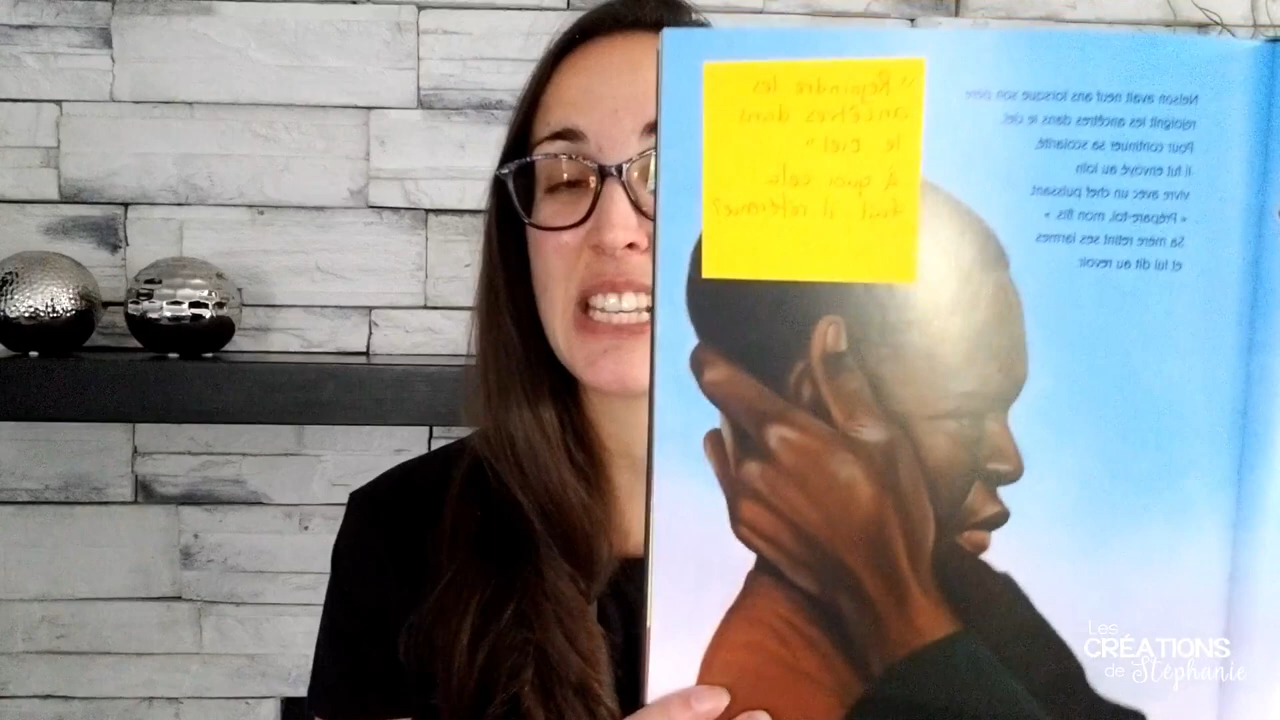 "Rejoindre les
ancêtres dans
le ciel"
À quoi cela
fait il référence?
Nelson avait neuf ans lorsque son père
rejoignit les ancêtres dans le ciel.
Pour continuer sa scolarité,
il fut envoyé au loin
vivre avec un chef puissant.
« Prépare-toi, mon fils. »
Sa mère retint ses larmes
et lui dit au revoir.
Les
CRÉATIONS
de Stéphanie